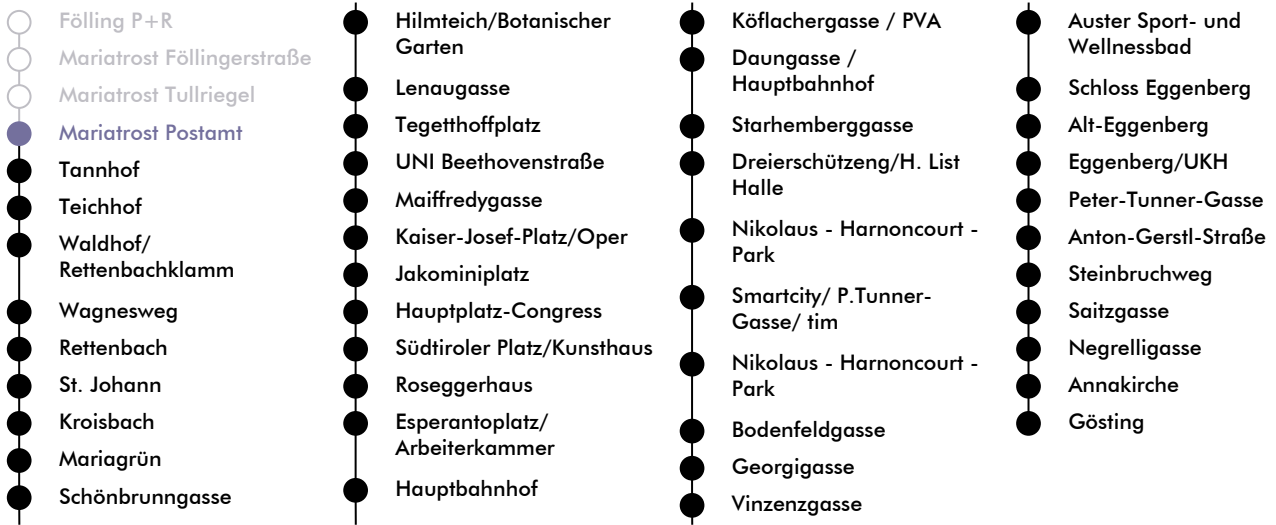 Fölling P+R
Mariatrost Föllingerstraße
Mariatrost Tullriegel
Mariatrost Postamt
Tannhof
Teichhof
Waldhof/
Rettenbachklamm
Wagnesweg
Rettenbach
St. Johann
Kroisbach
Mariagrün
Schönbrunngasse
Hilmteich/Botanischer
Garten
Lenaugasse
Tegetthoffplatz
UNI Beethovenstraße
Maiffredygasse
Kaiser-Josef-Platz/Oper
Jakominiplatz
Hauptplatz-Congress
Südtiroler Platz/Kunsthaus
Roseggerhaus
Esperantoplatz/
Arbeiterkammer
Hauptbahnhof
Köflachergasse / PVA
Daungasse /
Hauptbahnhof
Starhemberggasse
Dreierschützeng/H. List
Halle
Nikolaus - Harnoncourt -
Park
Smartcity/ P.Tunner-
Gasse/ tim
Nikolaus - Harnoncourt -
Park
Bodenfeldgasse
Georgigasse
Vinzenzgasse
Auster Sport- und
Wellnessbad
Schloss Eggenberg
Alt-Eggenberg
Eggenberg/UKH
Peter-Tunner-Gasse
Anton-Gerstl-Straße
Steinbruchweg
Saitzgasse
Negrelligasse
Annakirche
Gösting